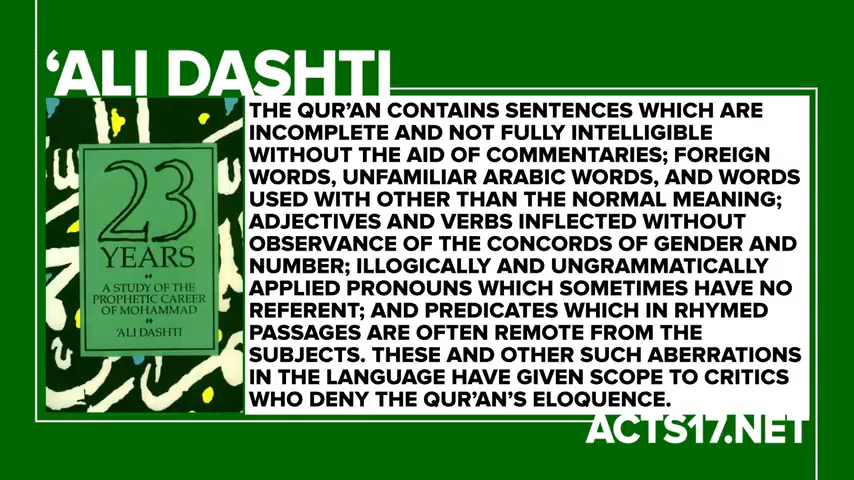 ‘ALI DASHTI
23
YEARS
A STUDY OF THE
PROPHETIC CAREER
OF MOHAMMAD
‘ALI DASHTI
THE QUR’AN CONTAINS SENTENCES WHICH ARE
INCOMPLETE AND NOT FULLY INTELLIGIBLE
WITHOUT THE AID OF COMMENTARIES; FOREIGN
WORDS, UNFAMILIAR ARABIC WORDS, AND WORDS
USED WITH OTHER THAN THE NORMAL MEANING;
ADJECTIVES AND VERBS INFLECTED WITHOUT
OBSERVANCE OF THE CONCORDS OF GENDER AND
NUMBER; ILLOGICALLY AND UNGRAMMATICALLY
APPLIED PRONOUNS WHICH SOMETIMES HAVE NO
REFERENT; AND PREDICATES WHICH IN RHYMED
PASSAGES ARE OFTEN REMOTE FROM THE
SUBJECTS. THESE AND OTHER SUCH ABERRATIONS
IN THE LANGUAGE HAVE GIVEN SCOPE TO CRITICS
WHO DENY THE QUR’AN’S ELOQUENCE.
ACTS17.NET